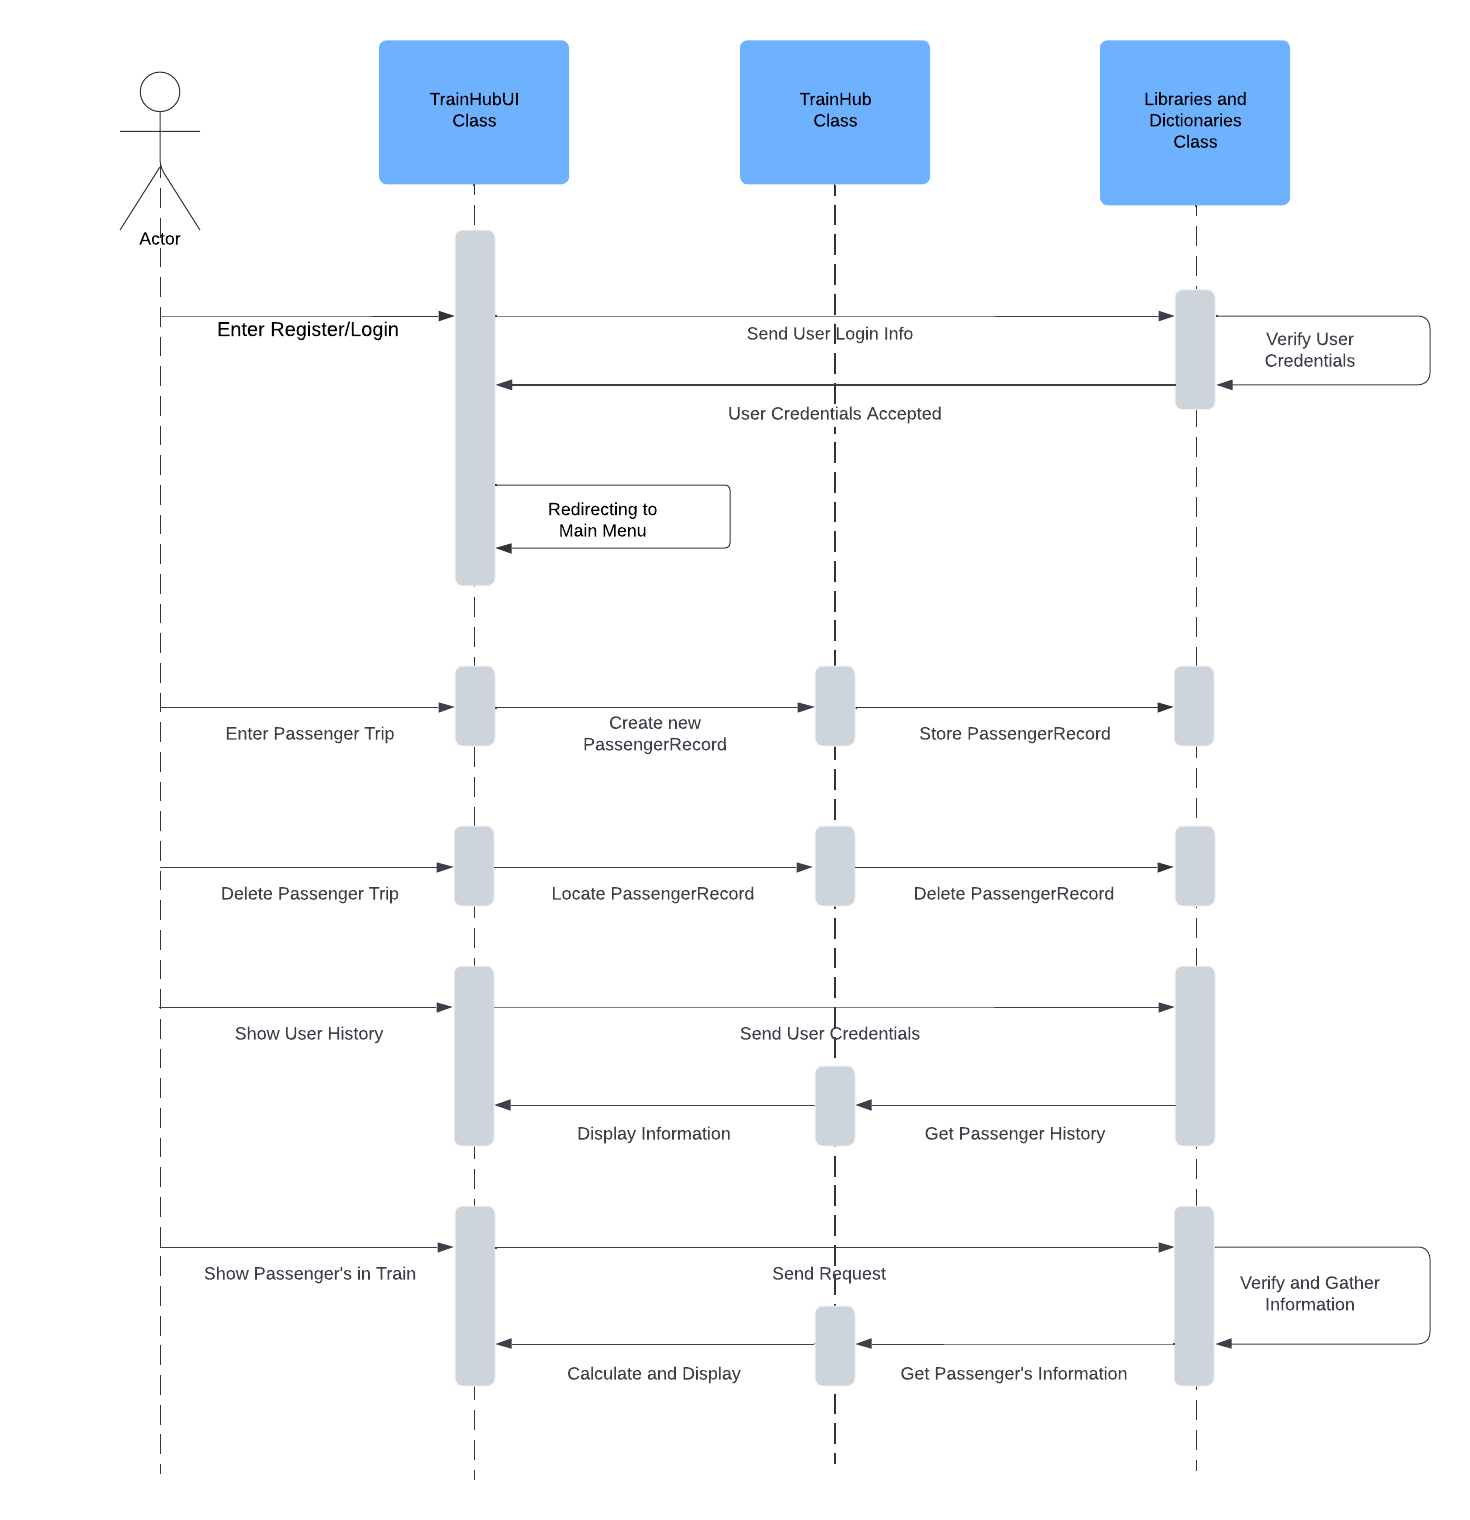 TrainHubUI
Class
TrainHub
Class
Libraries and
Dictionaries
Class
Actor
Enter Register/Login
Send User Login Info
Verify User
Credentials
User Credentials Accepted
Redirecting to
Main Menu
Enter Passenger Trip
Create new
PassengerRecord
Store PassengerRecord
Delete Passenger Trip
Locate PassengerRecord
Delete PassengerRecord
Show User History
Send User Credentials
Display Information
Get Passenger History
Show Passenger's in Train
Send Request
Verify and Gather
Information
Calculate and Display
Get Passenger's Information